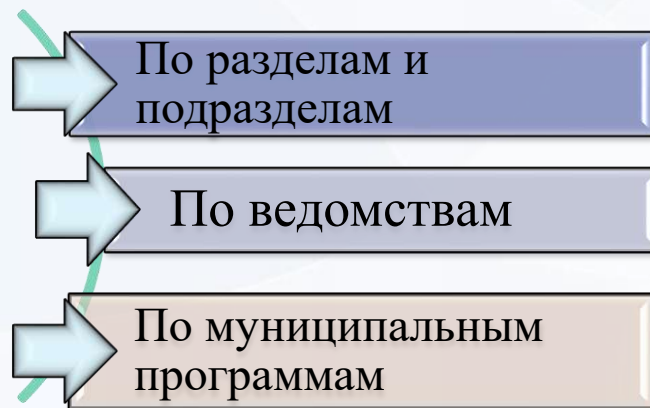 По разделам и
подразделам
По ведомствам
По муниципальным
программам